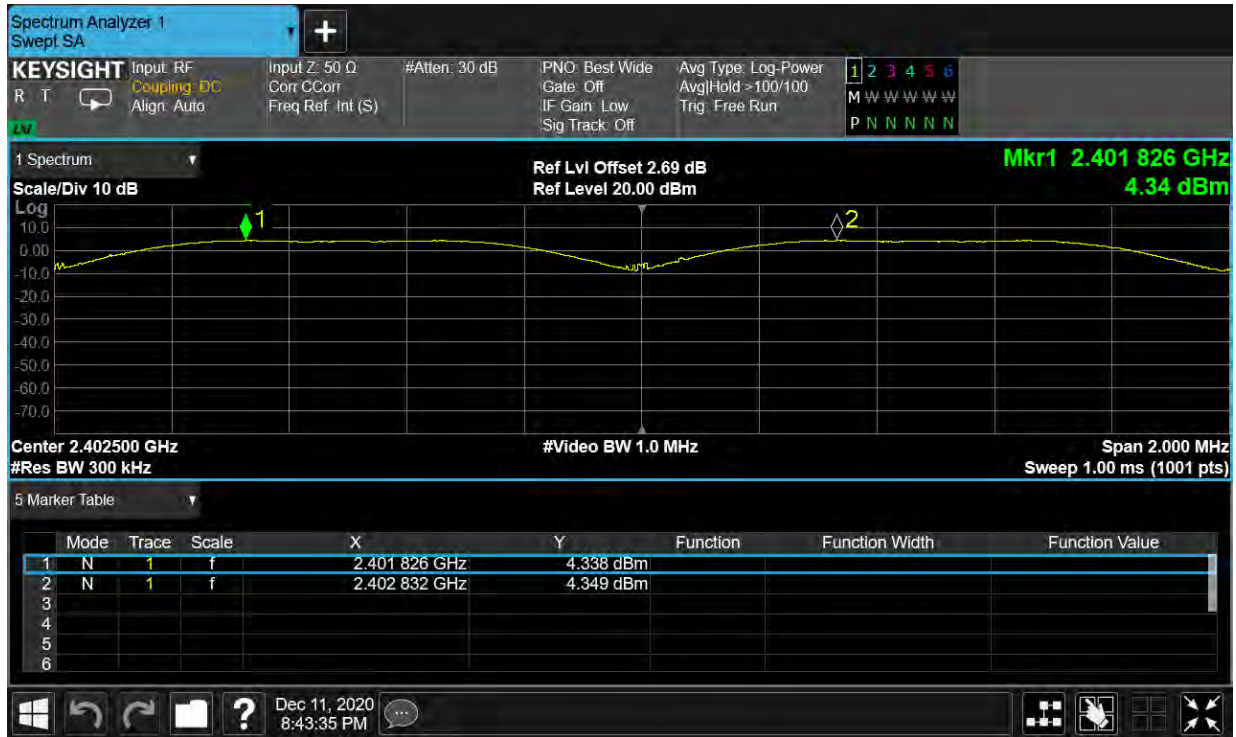 Spectrum Analyzer 1
Swept SA
+
KEYSIGHT Input: RF Input Z: 50 Ω #Atten: 30 dB PNO: Best Wide Avg Type: Log-Power 1 2 3 4 5 6
R T Coupling: DC Corr CCorr Gate: Off Avg|Hold >100/100 M W W W W W
Align: Auto Freq Ref: Int (S) IF Gain: Low Trig: Free Run
Sig Track: Off P N N N N N
1 Spectrum Ref Lvl Offset 2.69 dB Mkr1 2.401 826 GHz
Scale/Div 10 dB Ref Level 20.00 dBm 4.34 dBm
Log
1 2
10.0
0.00
-10.0
-20.0
-30.0
-40.0
-50.0
-60.0
-70.0
Center 2.402500 GHz #Video BW 1.0 MHz Span 2.000 MHz
#Res BW 300 kHz Sweep 1.00 ms (1001 pts)
5 Marker Table
Mode Trace Scale X Y Function Function Width Function Value
1 N 1 f 2.401 826 GHz 4.338 dBm
2 N 1 f 2.402 832 GHz 4.349 dBm
3
4
5
6
? Dec 11, 2020
8:43:35 PM